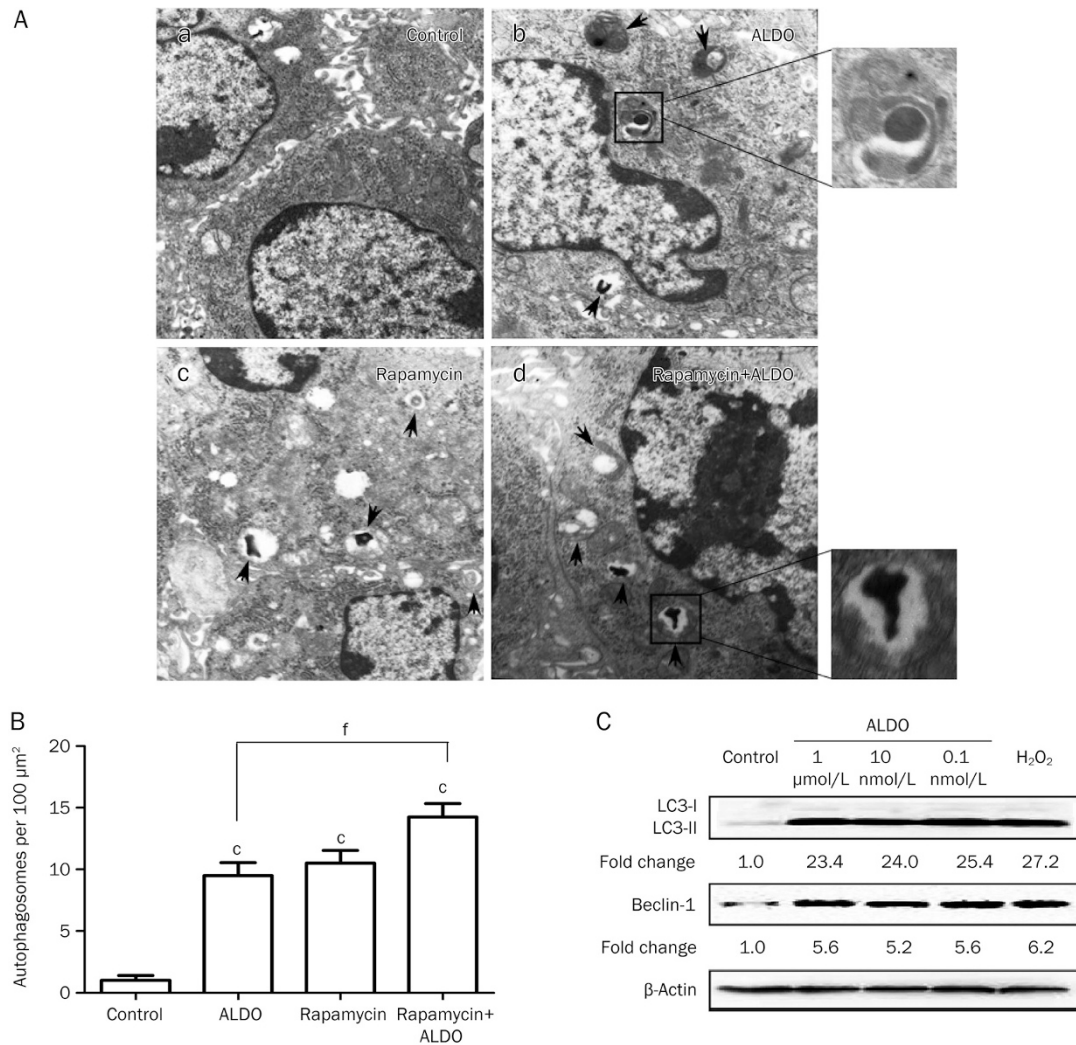 A
a
Control
b
ALDO
c
Rapamycin
d
Rapamycin+ALDO
B
f
Autophagosomes per 100 µm²
20
15
10
5
0
c
c
c
Control
ALDO
Rapamycin
Rapamycin+
ALDO
C
ALDO
Control
1
µmol/L
10
nmol/L
0.1
nmol/L
H₂O₂
LC3-I
LC3-II
Fold change 1.0 23.4 24.0 25.4 27.2
Beclin-1
Fold change 1.0 5.6 5.2 5.6 6.2
β-Actin